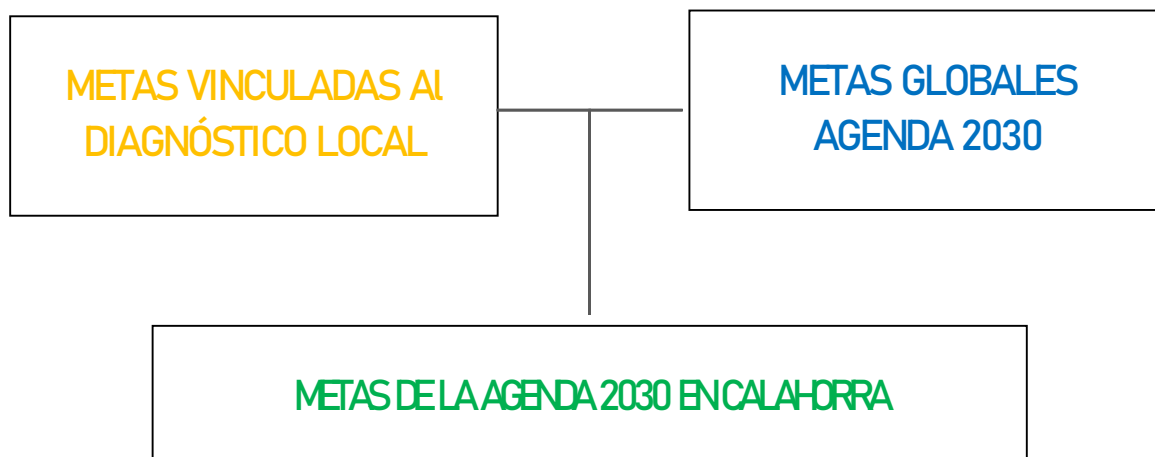 METAS VINCULADAS Al
DIAGNÓSTICO LOCAL
METAS GLOBALES
AGENDA 2030
METAS DE LA AGENDA 2030 EN CALAHORRA